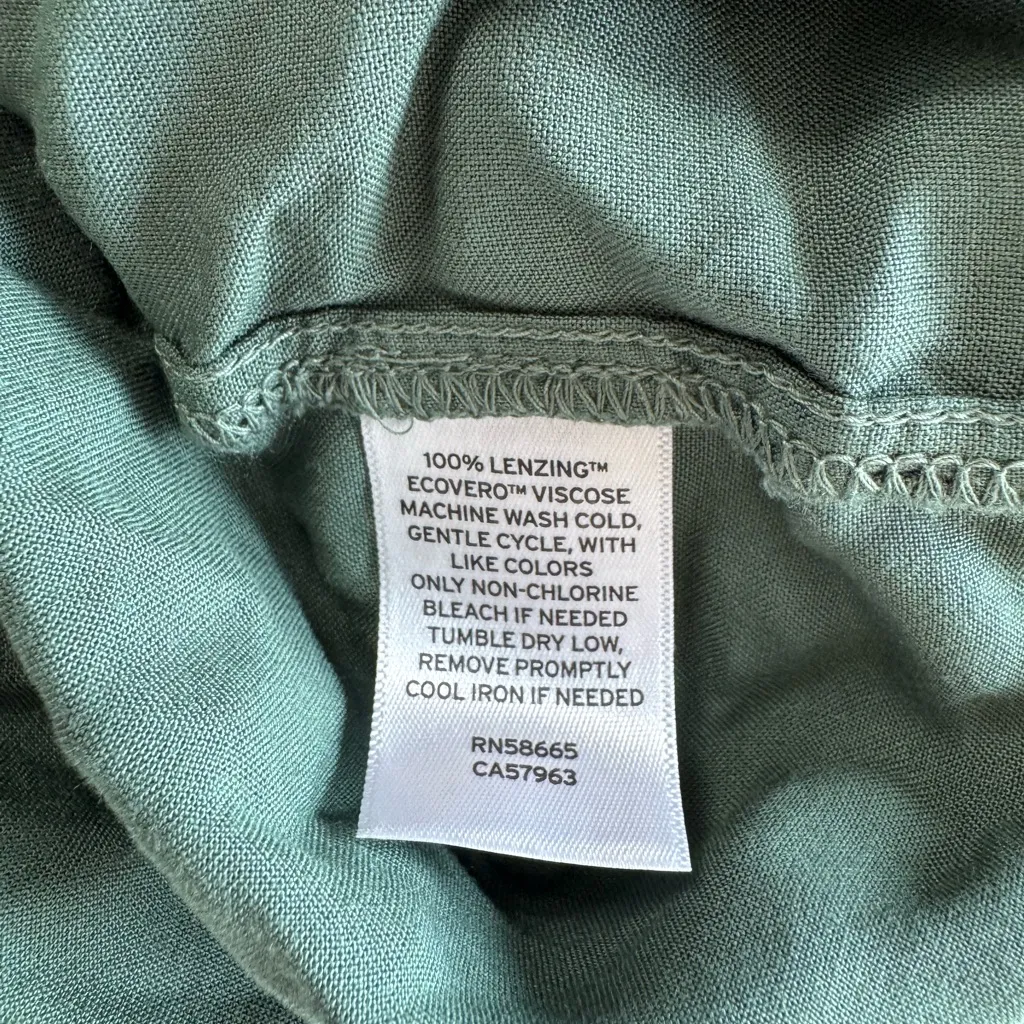 100% LENZING™
ECOVERO™ VISCOSE
MACHINE WASH COLD,
GENTLE CYCLE, WITH
LIKE COLORS
ONLY NON-CHLORINE
BLEACH IF NEEDED
TUMBLE DRY LOW,
REMOVE PROMPTLY
COOL IRON IF NEEDED
RN58665
CA57963